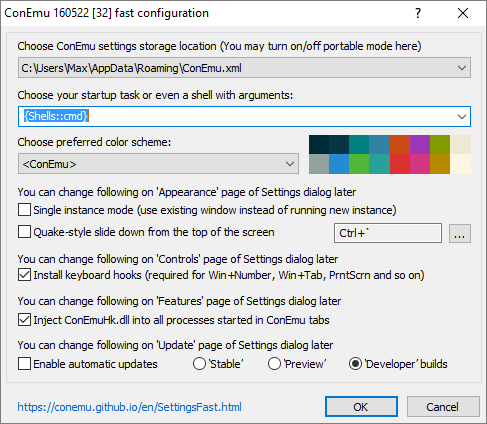 ConEmu 160522 [32] fast configuration
Choose ConEmu settings storage location (You may turn on/off portable mode here)
C:\Users\Max\AppData\Roaming\ConEmu.xml
Choose your startup task or even a shell with arguments:
{Shells::cmd}
Choose preferred color scheme:
<ConEmu>
You can change following on 'Appearance' page of Settings dialog later
Single instance mode (use existing window instead of running new instance)
Quake-style slide down from the top of the screen
Ctrl+`
...
You can change following on 'Controls' page of Settings dialog later
Install keyboard hooks (required for Win+Number, Win+Tab, PrntScrn and so on)
You can change following on 'Features' page of Settings dialog later
Inject ConEmuHk.dll into all processes started in ConEmu tabs
You can change following on 'Update' page of Settings dialog later
Enable automatic updates 'Stable' 'Preview' 'Developer' builds
https://conemu.github.io/en/SettingsFast.html
OK Cancel